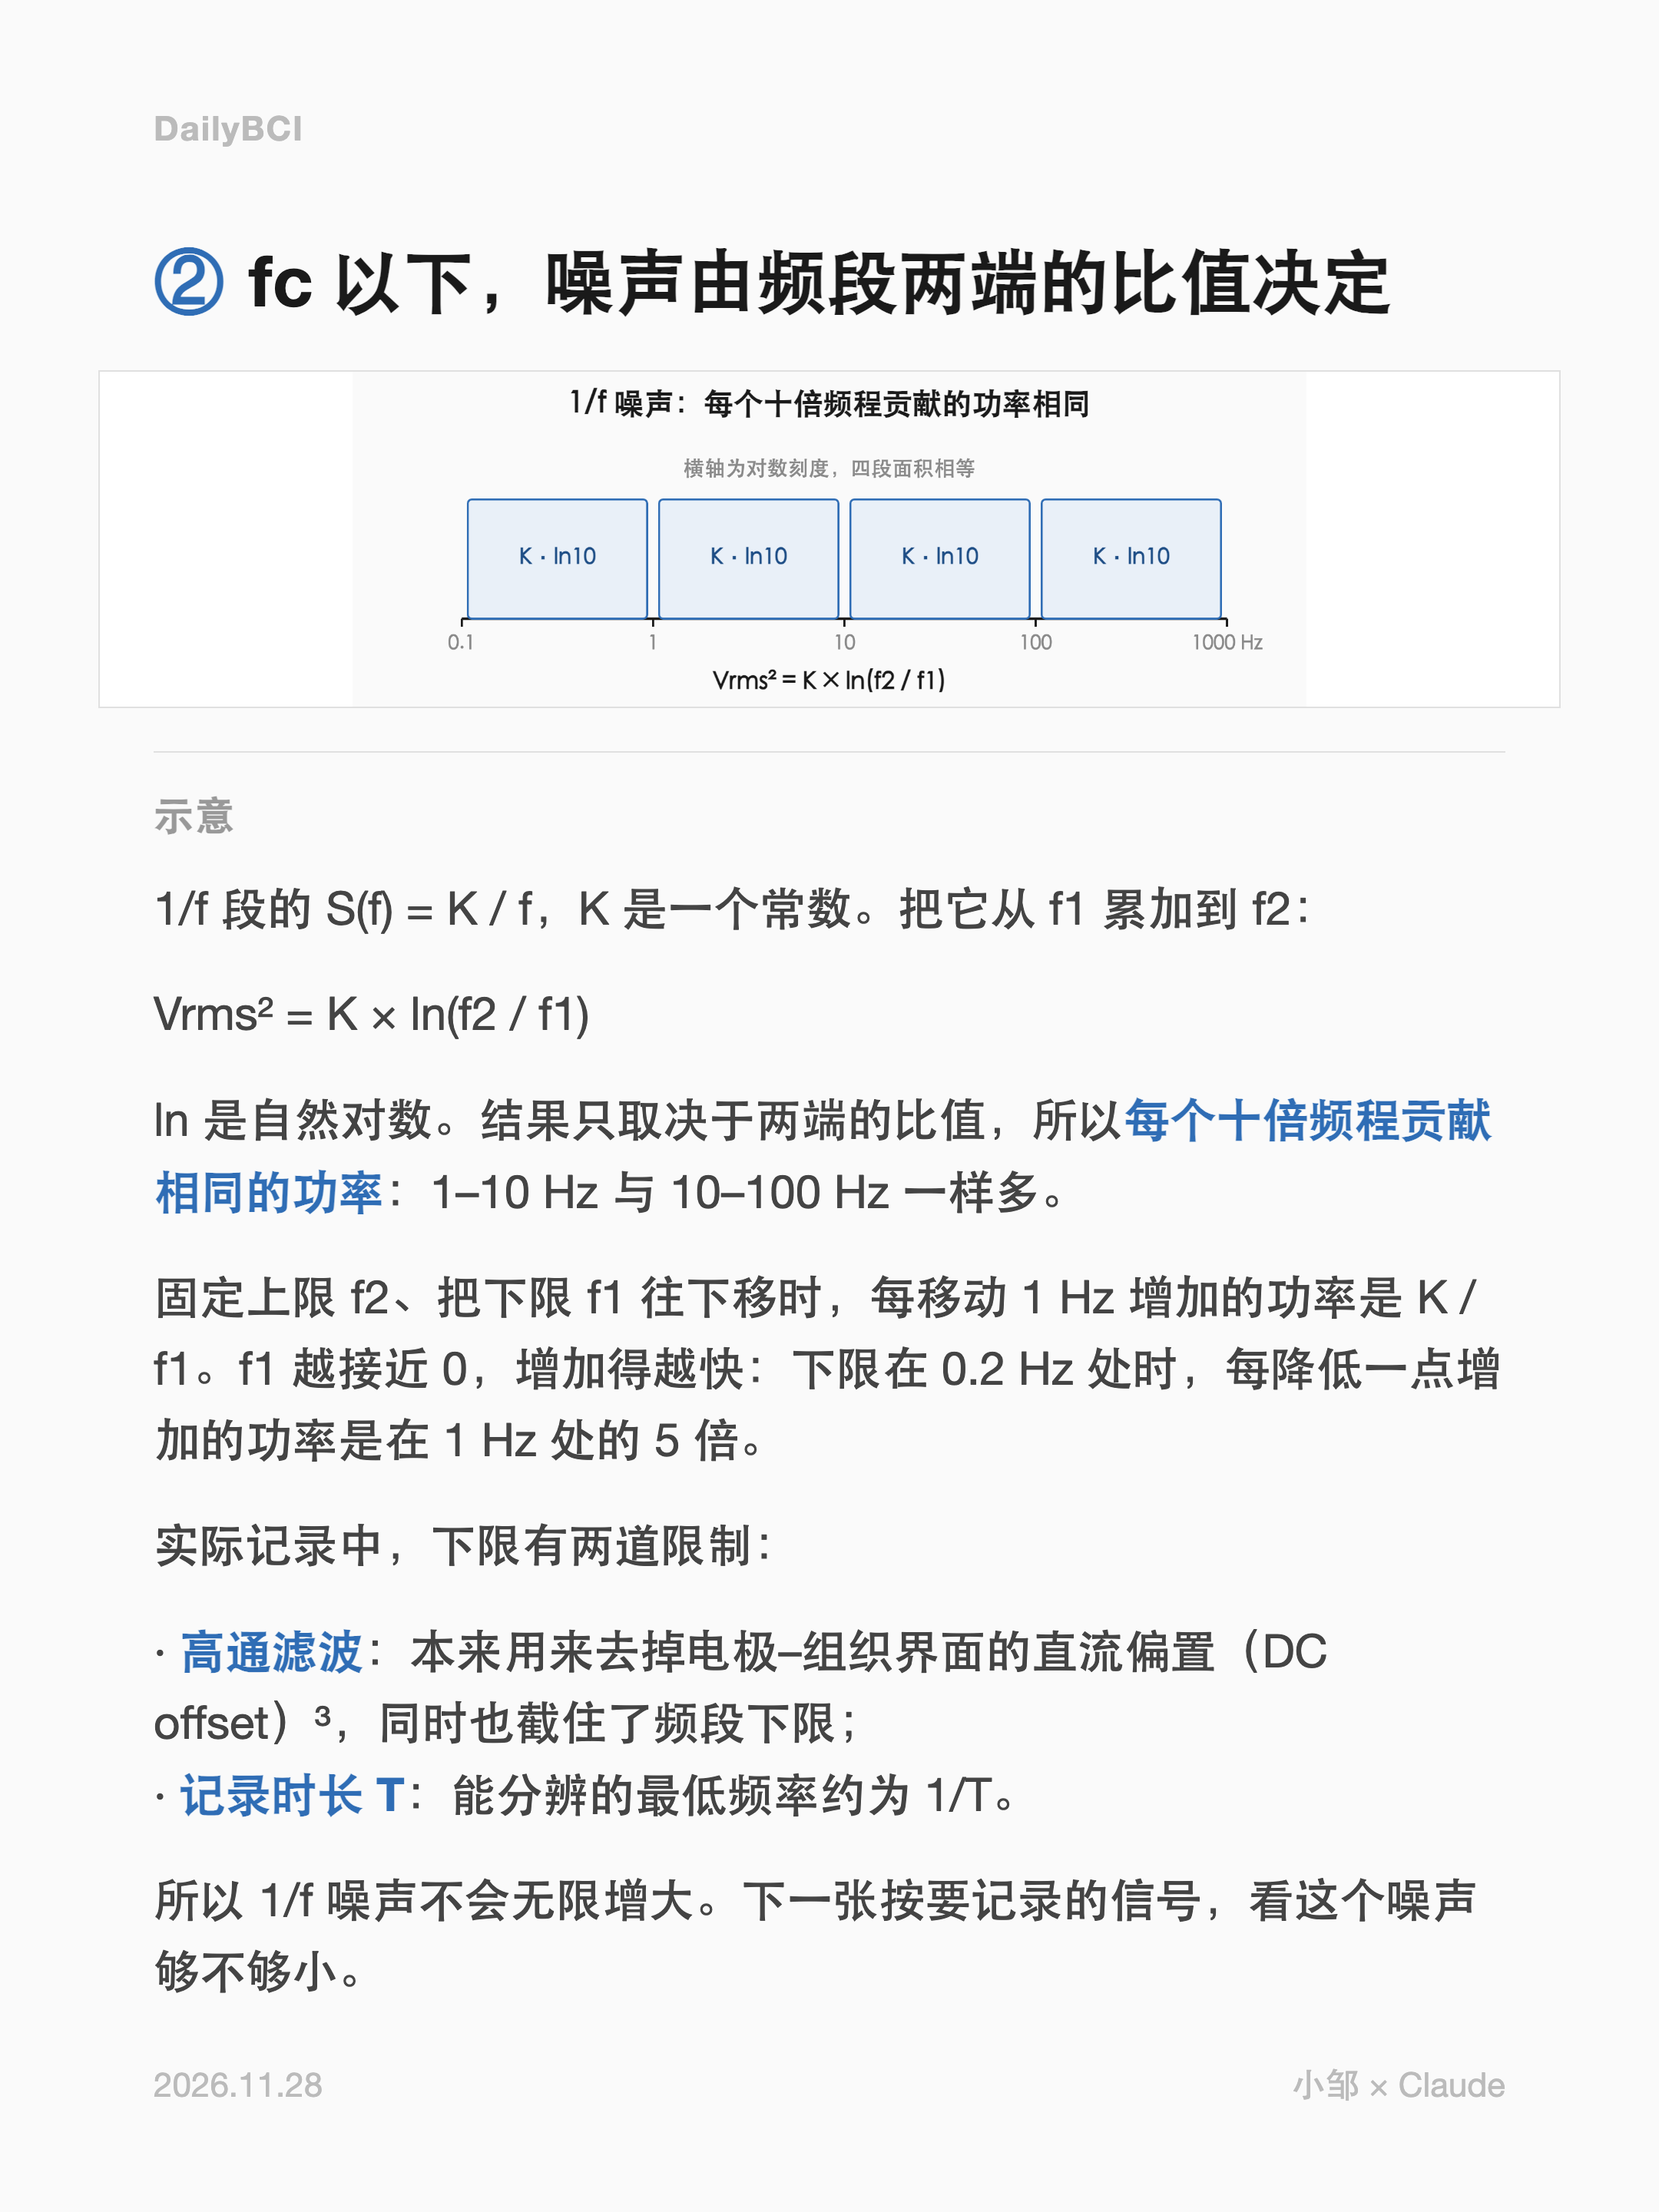 DailyBCI
② fc 以下，噪声由频段两端的比值决定
1/f 噪声：每个十倍频程贡献的功率相同
横轴为对数刻度，四段面积相等
K · ln10 K · ln10 K · ln10 K · ln10
0.1 1 10 100 1000 Hz
Vrms² = K × ln(f2 / f1)
示意
1/f 段的 S(f) = K / f，K 是一个常数。把它从 f1 累加到 f2：
Vrms² = K × ln(f2 / f1)
ln 是自然对数。结果只取决于两端的比值，所以每个十倍频程贡献
相同的功率：1–10 Hz 与 10–100 Hz 一样多。
固定上限 f2、把下限 f1 往下移时，每移动 1 Hz 增加的功率是 K /
f1。f1 越接近 0，增加得越快：下限在 0.2 Hz 处时，每降低一点增
加的功率是在 1 Hz 处的 5 倍。
实际记录中，下限有两道限制：
· 高通滤波：本来用来去掉电极–组织界面的直流偏置（DC
offset）³，同时也截住了频段下限；
· 记录时长 T：能分辨的最低频率约为 1/T。
所以 1/f 噪声不会无限增大。下一张按要记录的信号，看这个噪声
够不够小。
2026.11.28
小邹 × Claude